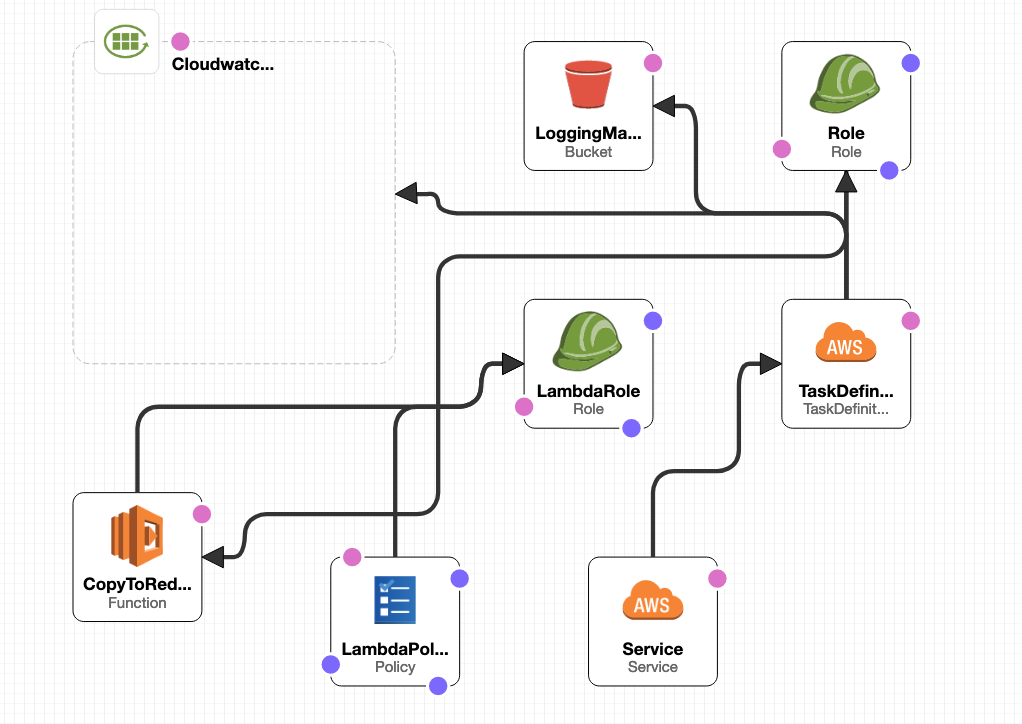 Cloudwatc...
LoggingMa...
Bucket
Role
Role
LambdaRole
Role
AWS
TaskDefin...
TaskDefinit...
CopyToRed...
Function
LambdaPol...
Policy
AWS
Service
Service